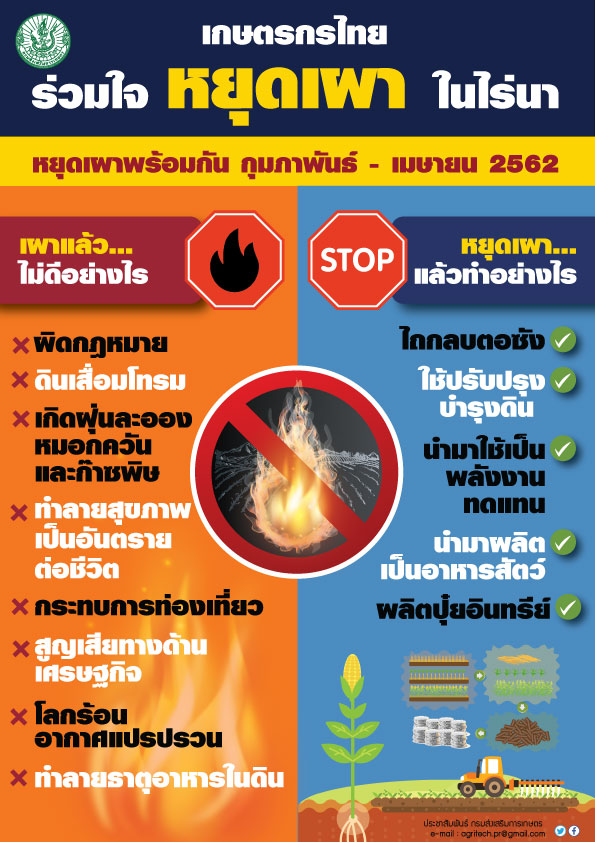 เกษตรกรไทย
ร่วมใจ หยุดเผา ในไร่นา
หยุดเผาพร้อมกัน กุมภาพันธ์ - เมษายน 2562
เผาแล้ว...
ไม่ดีอย่างไร
STOP
หยุดเผา...
แล้วทำอย่างไร
ผิดกฎหมาย
ดินเสื่อมโทรม
เกิดฝุ่นละออง
หมอกควัน
และก๊าซพิษ
ทำลายสุขภาพ
เป็นอันตราย
ต่อชีวิต
กระทบการท่องเที่ยว
สูญเสียทางด้าน
เศรษฐกิจ
โลกร้อน
อากาศแปรปรวน
ทำลายธาตุอาหารในดิน
ไถกลบตอซัง
ใช้ปรับปรุง
บำรุงดิน
นำมาใช้เป็น
พลังงาน
ทดแทน
นำมาผลิต
เป็นอาหารสัตว์
ผลิตปุ๋ยอินทรีย์
ประชาสัมพันธ์ กรมส่งเสริมการเกษตร
e-mail : agritech.pr@gmail.com